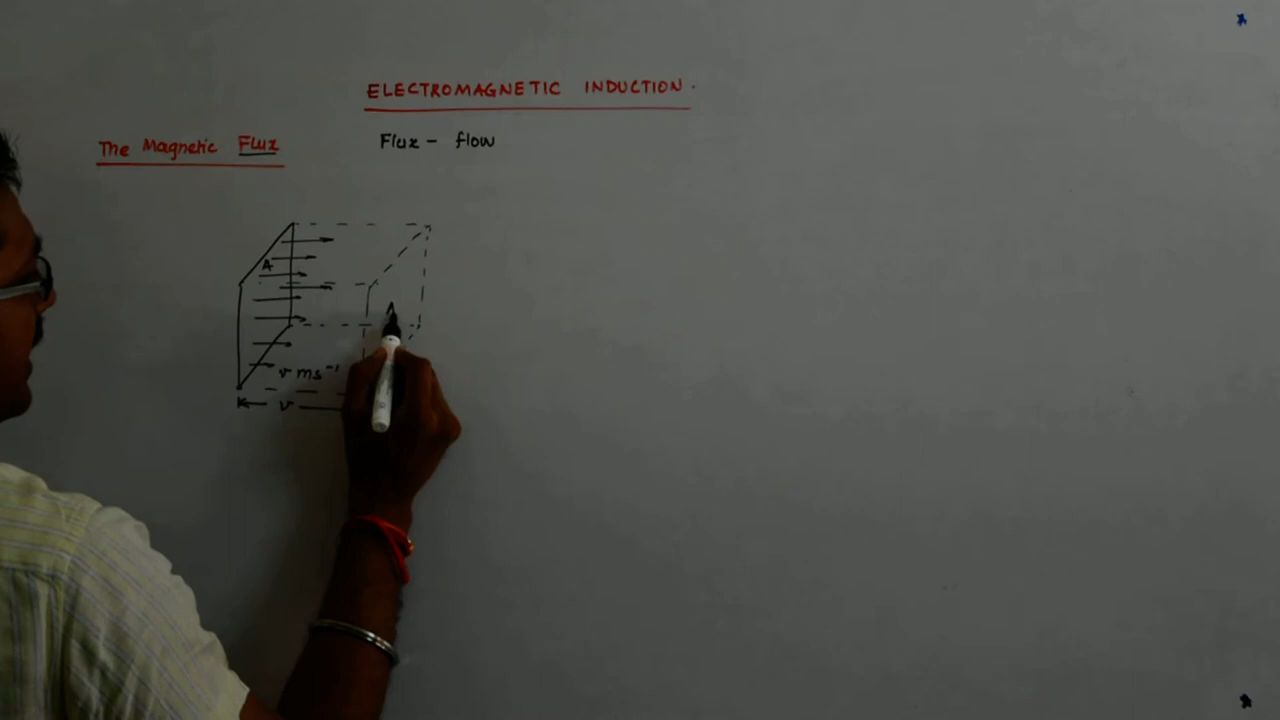 ELECTROMAGNETIC INDUCTION.
The Magnetic Flux
Flux - flow
A
v ms⁻¹
v